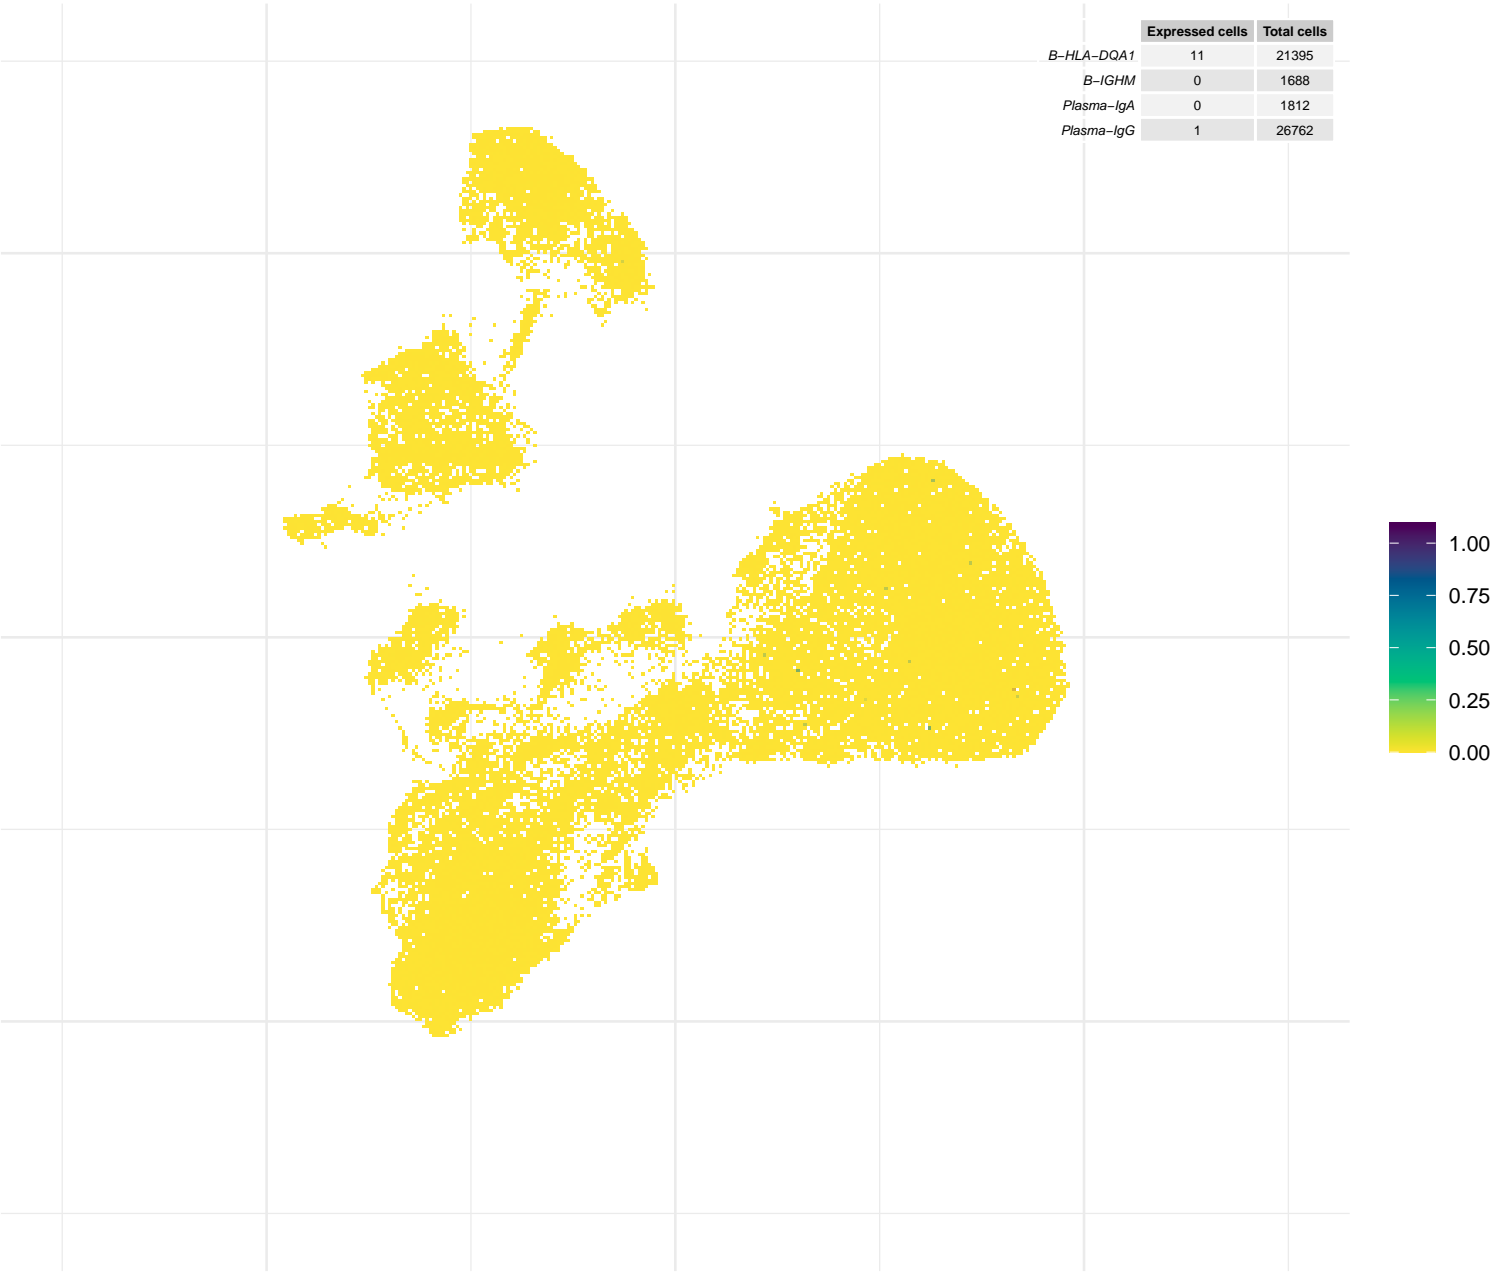 Expressed cells Total cells
B−HLA−DQA1 11 21395
B−IGHM 0 1688
Plasma−IgA 0 1812
Plasma−IgG 1 26762
1.00
0.75
0.50
0.25
0.00